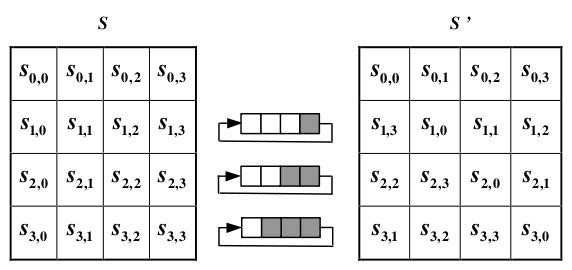 S S'
S0,0 S0,1 S0,2 S0,3 S0,0 S0,1 S0,2 S0,3
S1,0 S1,1 S1,2 S1,3 S1,3 S1,0 S1,1 S1,2
S2,0 S2,1 S2,2 S2,3 S2,2 S2,3 S2,0 S2,1
S3,0 S3,1 S3,2 S3,3 S3,1 S3,2 S3,3 S3,0